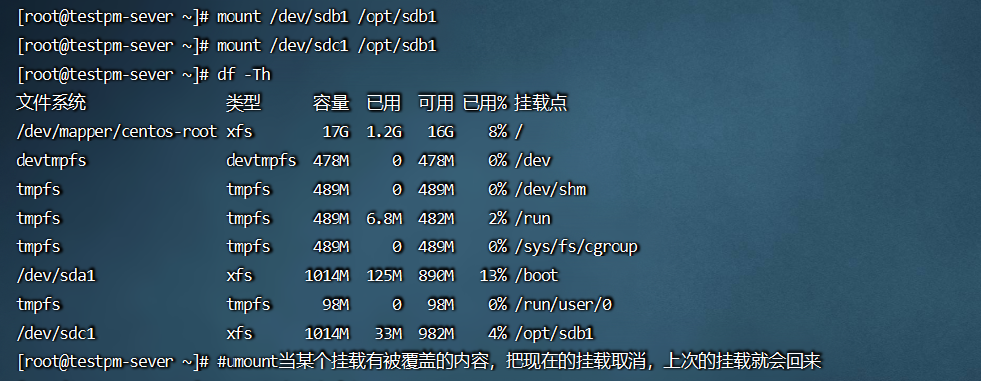 [root@testpm-sever ~]# mount /dev/sdb1 /opt/sdb1
[root@testpm-sever ~]# mount /dev/sdc1 /opt/sdb1
[root@testpm-sever ~]# df -Th
文件系统 类型 容量 已用 可用 已用% 挂载点
/dev/mapper/centos-root xfs 17G 1.2G 16G 8% /
devtmpfs devtmpfs 478M 0 478M 0% /dev
tmpfs tmpfs 489M 0 489M 0% /dev/shm
tmpfs tmpfs 489M 6.8M 482M 2% /run
tmpfs tmpfs 489M 0 489M 0% /sys/fs/cgroup
/dev/sda1 xfs 1014M 125M 890M 13% /boot
tmpfs tmpfs 98M 0 98M 0% /run/user/0
/dev/sdc1 xfs 1014M 33M 982M 4% /opt/sdb1
[root@testpm-sever ~]# #umount当某个挂载有被覆盖的内容，把现在的挂载取消，上次的挂载就会回来